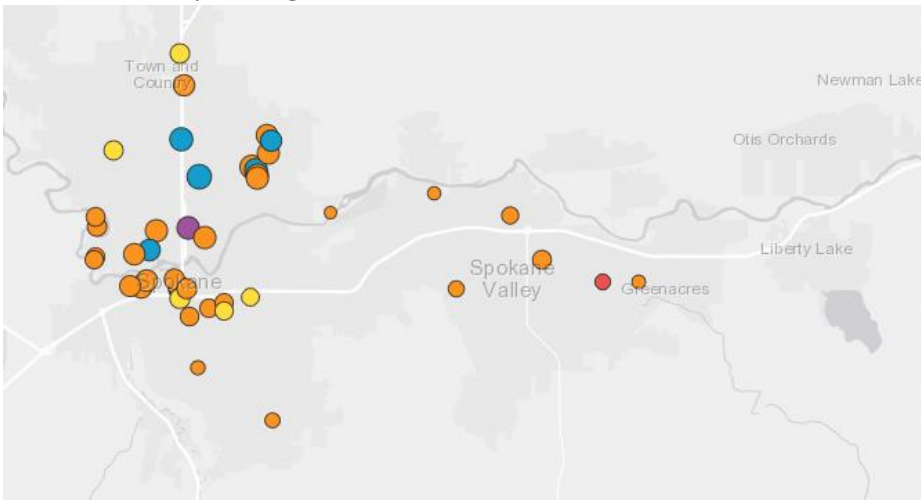 Town and
Country
Newman Lake
Otis Orchards
Liberty Lake
Spokane
Valley
Spokane
Greenacres